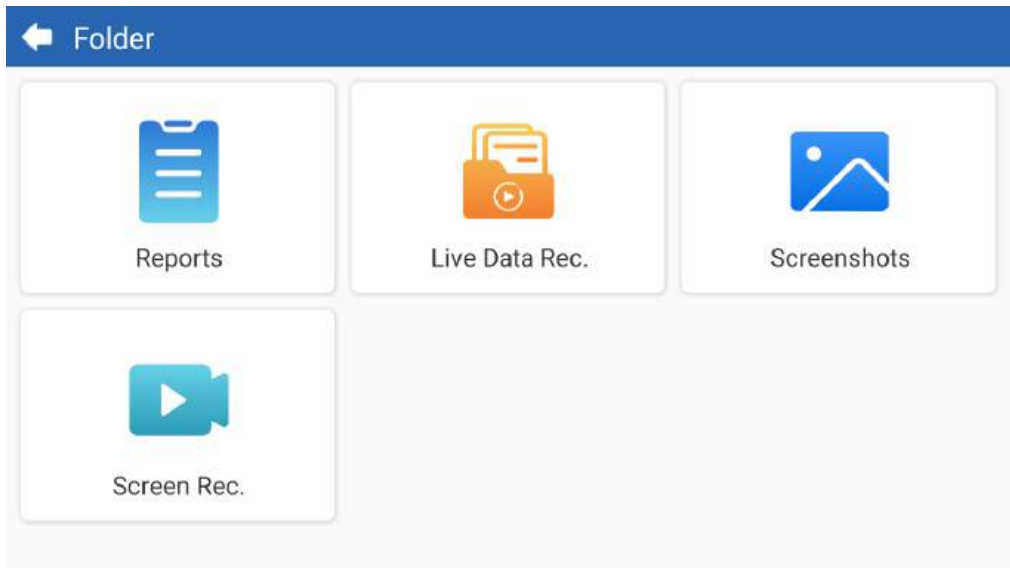 Folder
Reports
Live Data Rec.
Screenshots
Screen Rec.